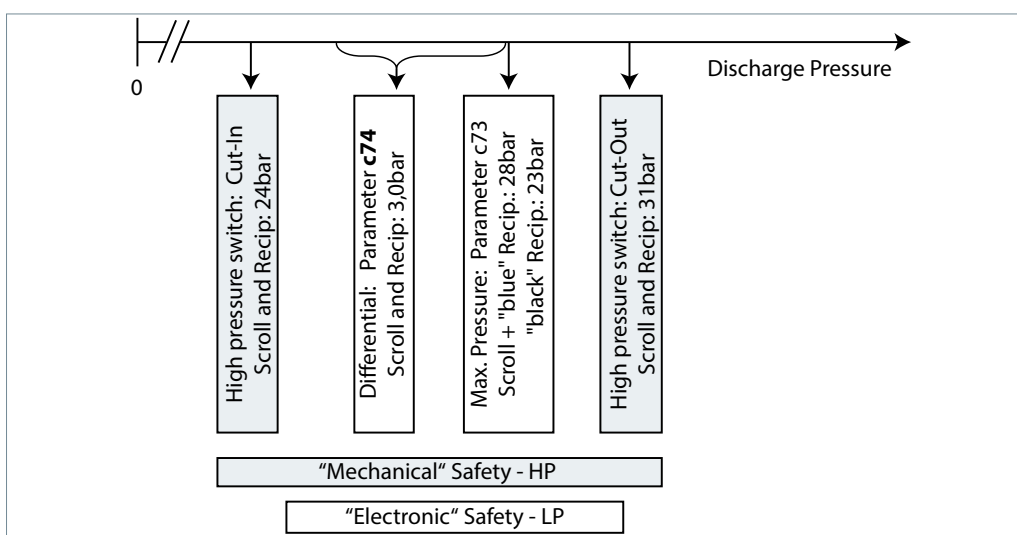 0
Discharge Pressure
High pressure switch: Cut-In
Scroll and Recip: 24bar
Differential: Parameter c74
Scroll and Recip: 3,0bar
Max. Pressure: Parameter c73
Scroll + "blue" Recip.: 28bar
"black" Recip.: 23bar
High pressure switch: Cut-Out
Scroll and Recip: 31bar
“Mechanical“ Safety - HP
“Electronic“ Safety - LP